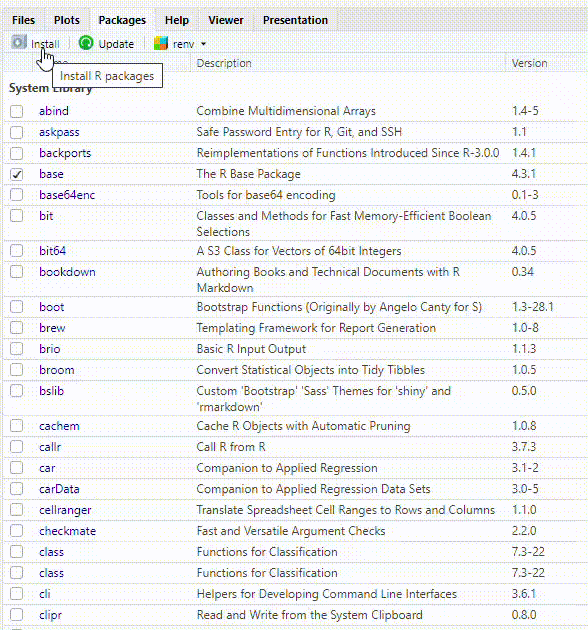 Files Plots Packages Help Viewer Presentation
Install Update renv
Description Version
Install R packages
System Library
abind Combine Multidimensional Arrays 1.4-5
askpass Safe Password Entry for R, Git, and SSH 1.1
backports Reimplementations of Functions Introduced Since R-3.0.0 1.4.1
base The R Base Package 4.3.1
base64enc Tools for base64 encoding 0.1-3
bit Classes and Methods for Fast Memory-Efficient Boolean 4.0.5
Selections
bit64 A S3 Class for Vectors of 64bit Integers 4.0.5
bookdown Authoring Books and Technical Documents with R 0.34
Markdown
boot Bootstrap Functions (Originally by Angelo Canty for S) 1.3-28.1
brew Templating Framework for Report Generation 1.0-8
brio Basic R Input Output 1.1.3
broom Convert Statistical Objects into Tidy Tibbles 1.0.5
bslib Custom 'Bootstrap' 'Sass' Themes for 'shiny' and 0.5.0
'rmarkdown'
cachem Cache R Objects with Automatic Pruning 1.0.8
callr Call R from R 3.7.3
car Companion to Applied Regression 3.1-2
carData Companion to Applied Regression Data Sets 3.0-5
cellranger Translate Spreadsheet Cell Ranges to Rows and Columns 1.1.0
checkmate Fast and Versatile Argument Checks 2.2.0
class Functions for Classification 7.3-22
class Functions for Classification 7.3-22
cli Helpers for Developing Command Line Interfaces 3.6.1
clipr Read and Write from the System Clipboard 0.8.0